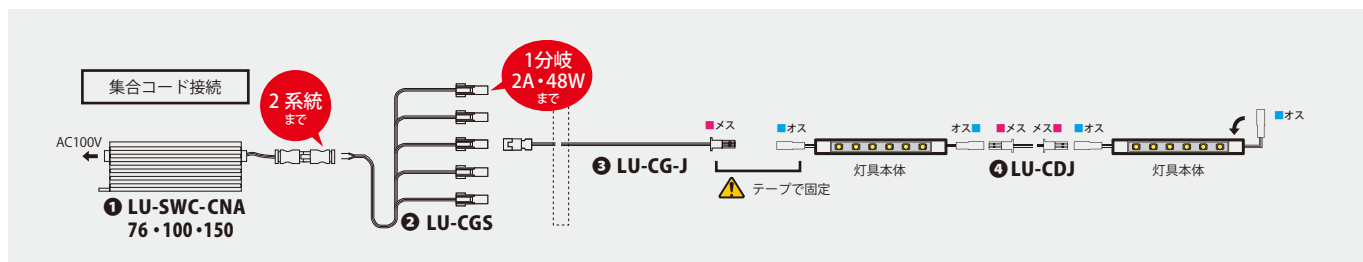 集合コード接続
AC100V
2 系統
まで
1分岐
2A・48W
まで
❶ LU-SWC-CNA
76・100・150
❷ LU-CGS
❸ LU-CG-J
■メス
■オス
テープで固定
灯具本体
オス■
■メス
メス■
❹LU-CDJ
■オス
灯具本体
■オス